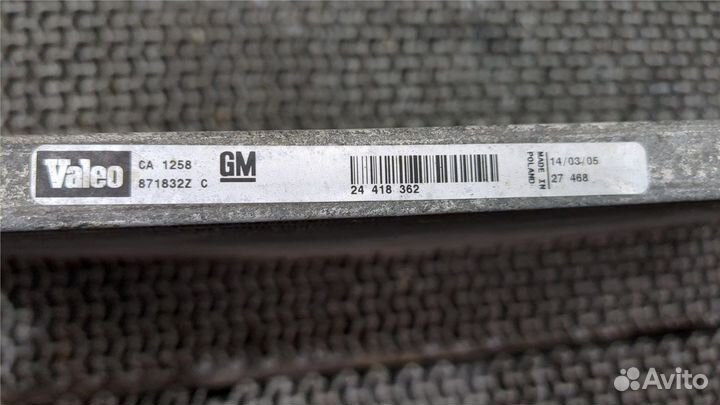 Valeo
CA 1258
871832Z C
GM
24 418 362
MADE IN
POLAND
14/03/05
27 468
Avito